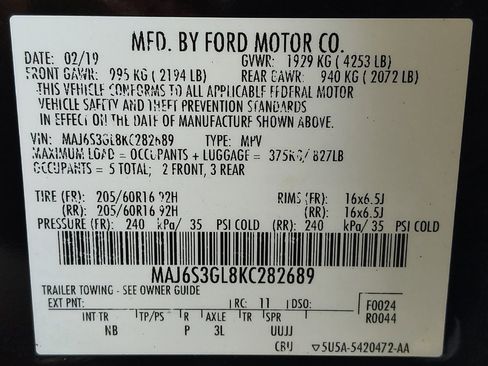 MFD. BY FORD MOTOR CO.
DATE: 02/19 GVWR: 1929 KG ( 4253 LB)
FRONT GAWR: 995 KG ( 2194 LB) REAR GAWR: 940 KG ( 2072 LB)
THIS VEHICLE CONFORMS TO ALL APPLICABLE FEDERAL MOTOR
VEHICLE SAFETY AND THEFT PREVENTION STANDARDS
IN EFFECT ON THE DATE OF MANUFACTURE SHOWN ABOVE.
VIN: MAJ6S3GL8KC282689 TYPE: MPV
MAXIMUM LOAD = OCCUPANTS + LUGGAGE = 375KG/ 827LB
OCCUPANTS = 5 TOTAL; 2 FRONT, 3 REAR
TIRE (FR): 205/60R16 92H RIMS (FR): 16x6.5J
(RR): 205/60R16 92H (RR): 16x6.5J
PRESSURE (FR): 240 kPa/ 35 PSI COLD (RR): 240 kPa/ 35 PSI COLD
MAJ6S3GL8KC282689
TRAILER TOWING - SEE OWNER GUIDE
EXT PNT: RC: 11 DSO: F0024
INT TR TP/PS R AXLE TR SPR R0044
NB P 3L UUJJ
CBU ▽5U5A-5420472-AA